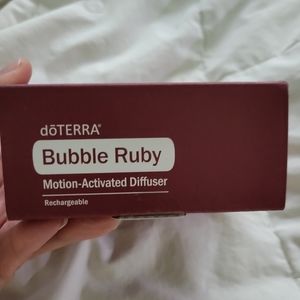 dōTERRA®
Bubble Ruby
Motion-Activated Diffuser
Rechargeable